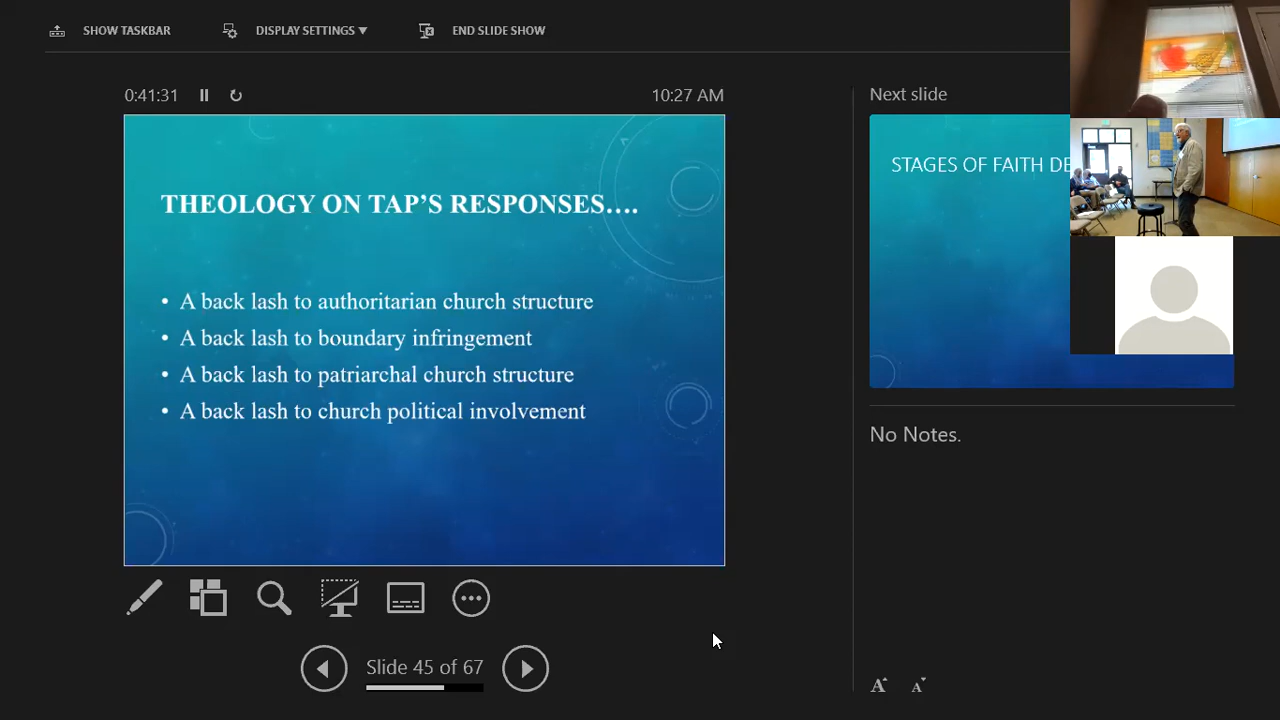 SHOW TASKBAR
DISPLAY SETTINGS
END SLIDE SHOW
0:41:31
10:27 AM
THEOLOGY ON TAP’S RESPONSES….
• A back lash to authoritarian church structure
• A back lash to boundary infringement
• A back lash to patriarchal church structure
• A back lash to church political involvement
Slide 45 of 67
Next slide
STAGES OF FAITH DE
No Notes.
A A